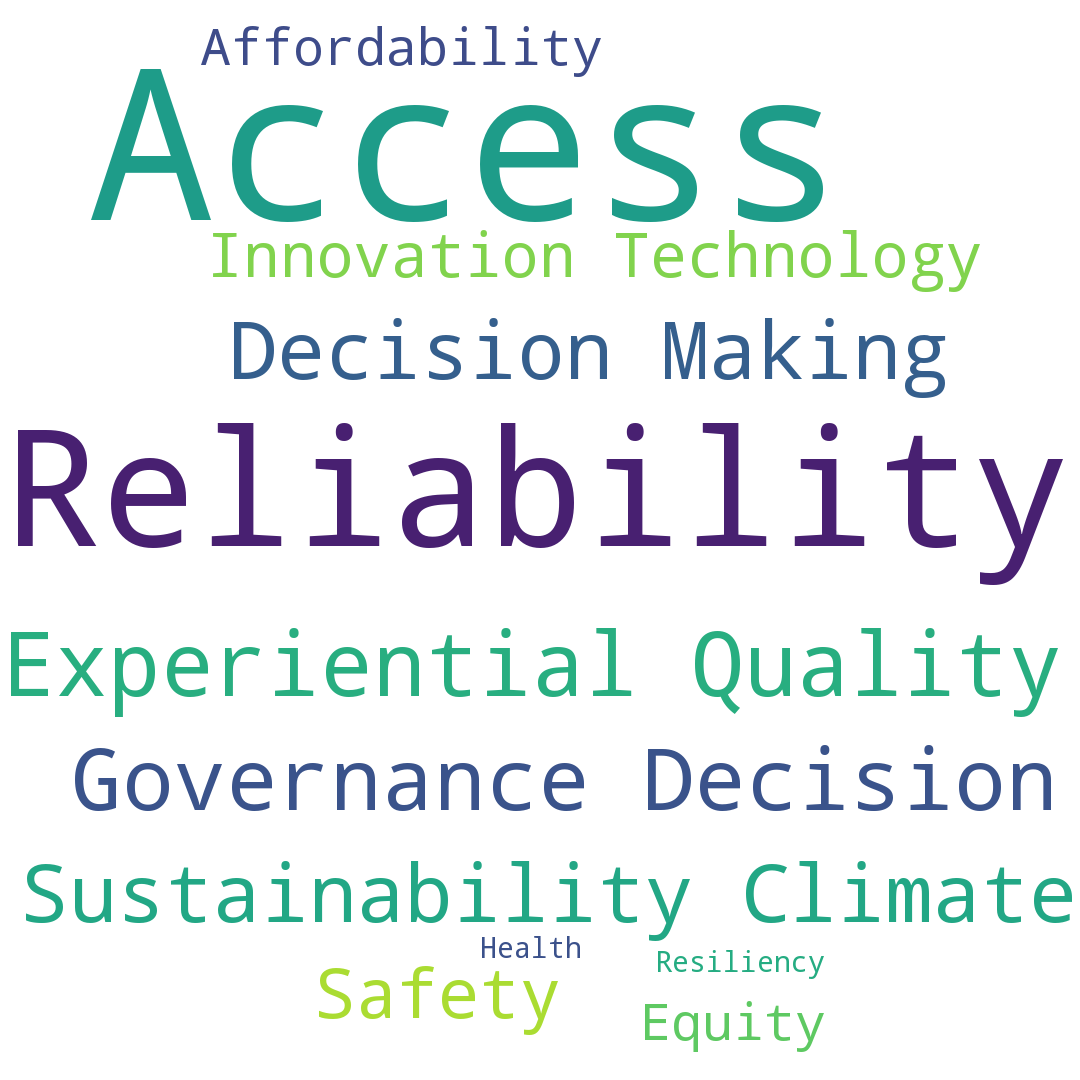 Affordability
Access
Innovation Technology
Decision Making
Reliability
Experiential Quality
Governance Decision
Sustainability Climate
Health
Resiliency
Safety
Equity